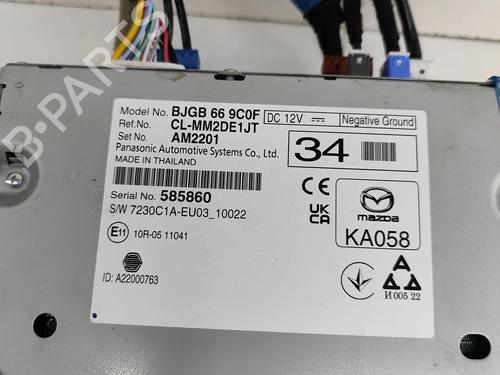 Model No. BJGB 66 9C0F
DC 12V Negative Ground
Ref.No. CL-MM2DE1JT
Set No. AM2201
34
Panasonic Automotive Systems Co., Ltd.
MADE IN THAILAND
Serial No. 585860
S/W 7230C1A-EU03_10022
CE
UK
CA
mazda
KA058
E11 10R-05 11041
ID: A22000763
И 005 22
B-PARTS